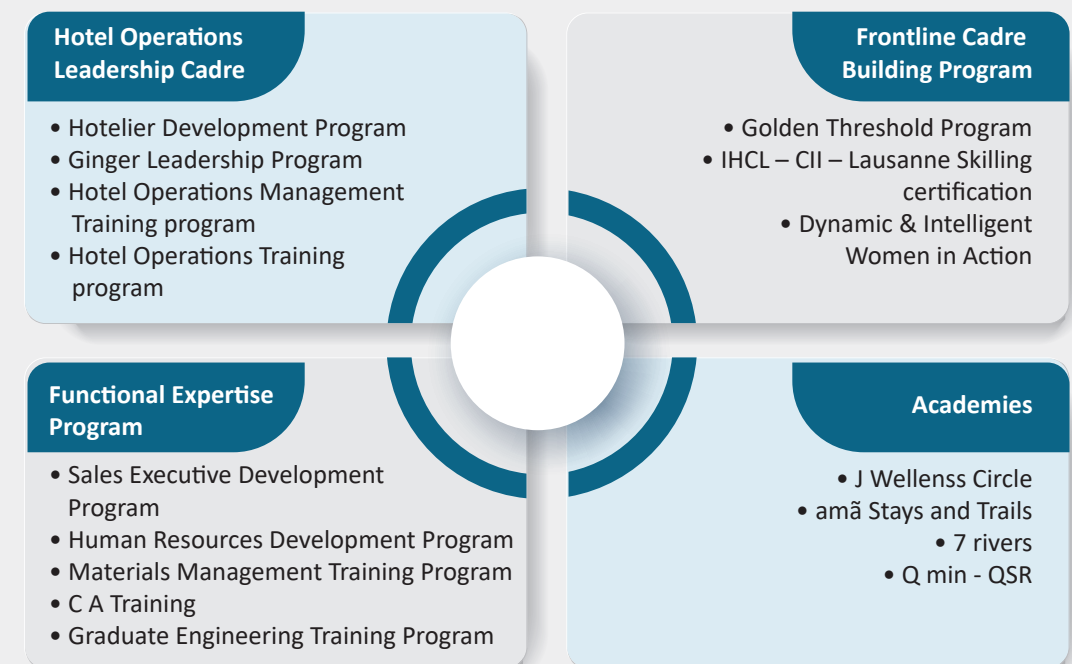 Hotel Operations
Leadership Cadre
• Hotelier Development Program
• Ginger Leadership Program
• Hotel Operations Management
Training program
• Hotel Operations Training
program
Frontline Cadre
Building Program
• Golden Threshold Program
• IHCL – CII – Lausanne Skilling
certification
• Dynamic & Intelligent
Women in Action
Functional Expertise
Program
• Sales Executive Development
Program
• Human Resources Development Program
• Materials Management Training Program
• C A Training
• Graduate Engineering Training Program
Academies
• J Wellenss Circle
• amã Stays and Trails
• 7 rivers
• Q min - QSR